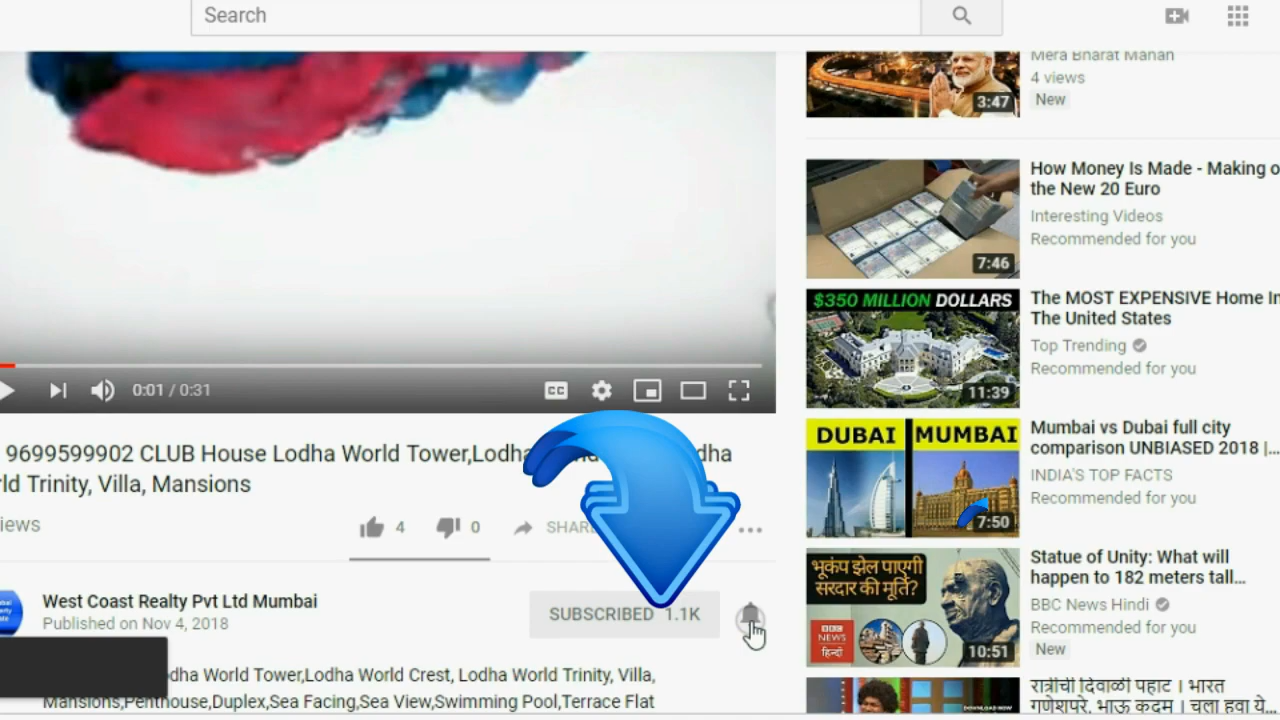 Search
0:01 / 0:31
CC
9699599902 CLUB House Lodha World Tower,Lodha
Trinity, Villa, Mansions
4
0
SHARE
West Coast Realty Pvt Ltd Mumbai
Published on Nov 4, 2018
SUBSCRIBED 1.1K
World Tower,Lodha World Crest, Lodha World Trinity, Villa,
Mansions,Penthouse,Duplex,Sea Facing,Sea View,Swimming Pool,Terrace Flat
Mera Bharat Mahan
4 views
New
3:47
How Money Is Made - Making
the New 20 Euro
Interesting Videos
Recommended for you
7:46
$350 MILLION DOLLARS
11:39
The MOST EXPENSIVE Home In
The United States
Top Trending
Recommended for you
DUBAI MUMBAI
7:50
Mumbai vs Dubai full city
comparison UNBIASED 2018 |...
INDIA'S TOP FACTS
Recommended for you
भूकंप झेल पाएगी
सरदार की मूर्ति?
BBC
NEWS
हिन्दी
10:51
Statue of Unity: What will
happen to 182 meters tall...
BBC News Hindi
Recommended for you
New
DOWNLOAD NOW
रात्रीची दिवाळी पहाट । भारत
गणेशपुरे, भाऊ कदम । चला हवा ये...